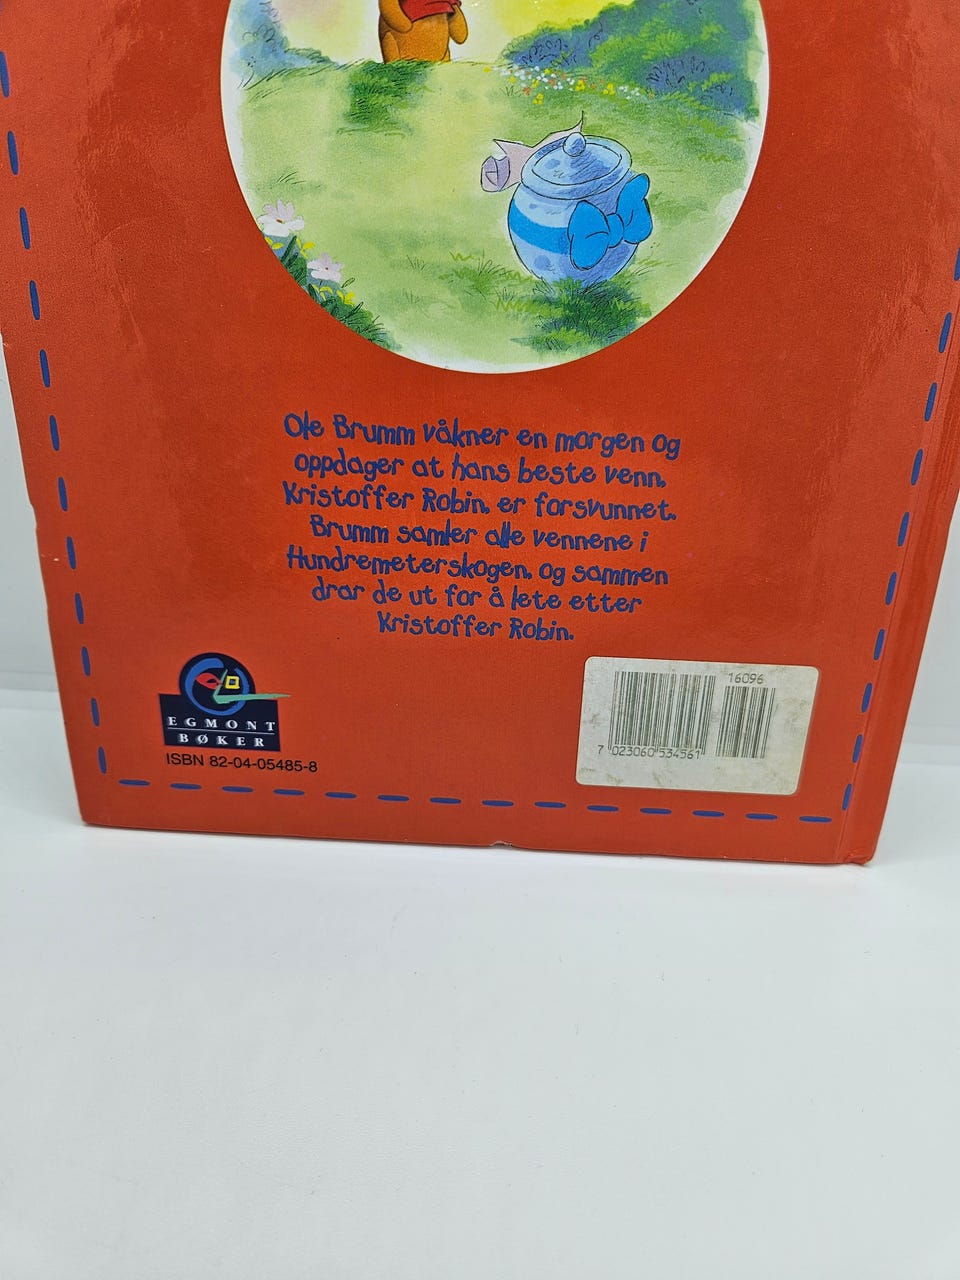 Ole Brumm våkner en morgen og
oppdager at hans beste venn,
Kristoffer Robin, er forsvunnet.
Brumm samler alle vennene i
Hundremeterskogen, og sammen
drar de ut for å lete etter
Kristoffer Robin.
EGMONT
BØKER
ISBN 82-04-05485-8
16096
7 023060 534561